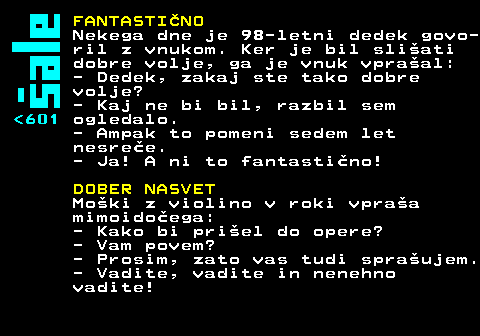 šale
<601
FANTASTIČNO
Nekega dne je 98-letni dedek govo-
ril z vnukom. Ker je bil slišati
dobre volje, ga je vnuk vprašal:
- Dedek, zakaj ste tako dobre
volje?
- Kaj ne bi bil, razbil sem
ogledalo.
- Ampak to pomeni sedem let
nesreče.
- Ja! A ni to fantastično!
DOBER NASVET
Moški z violino v roki vpraša
mimoidočega:
- Kako bi prišel do opere?
- Vam povem?
- Prosim, zato vas tudi sprašujem.
- Vadite, vadite in nenehno
vadite!